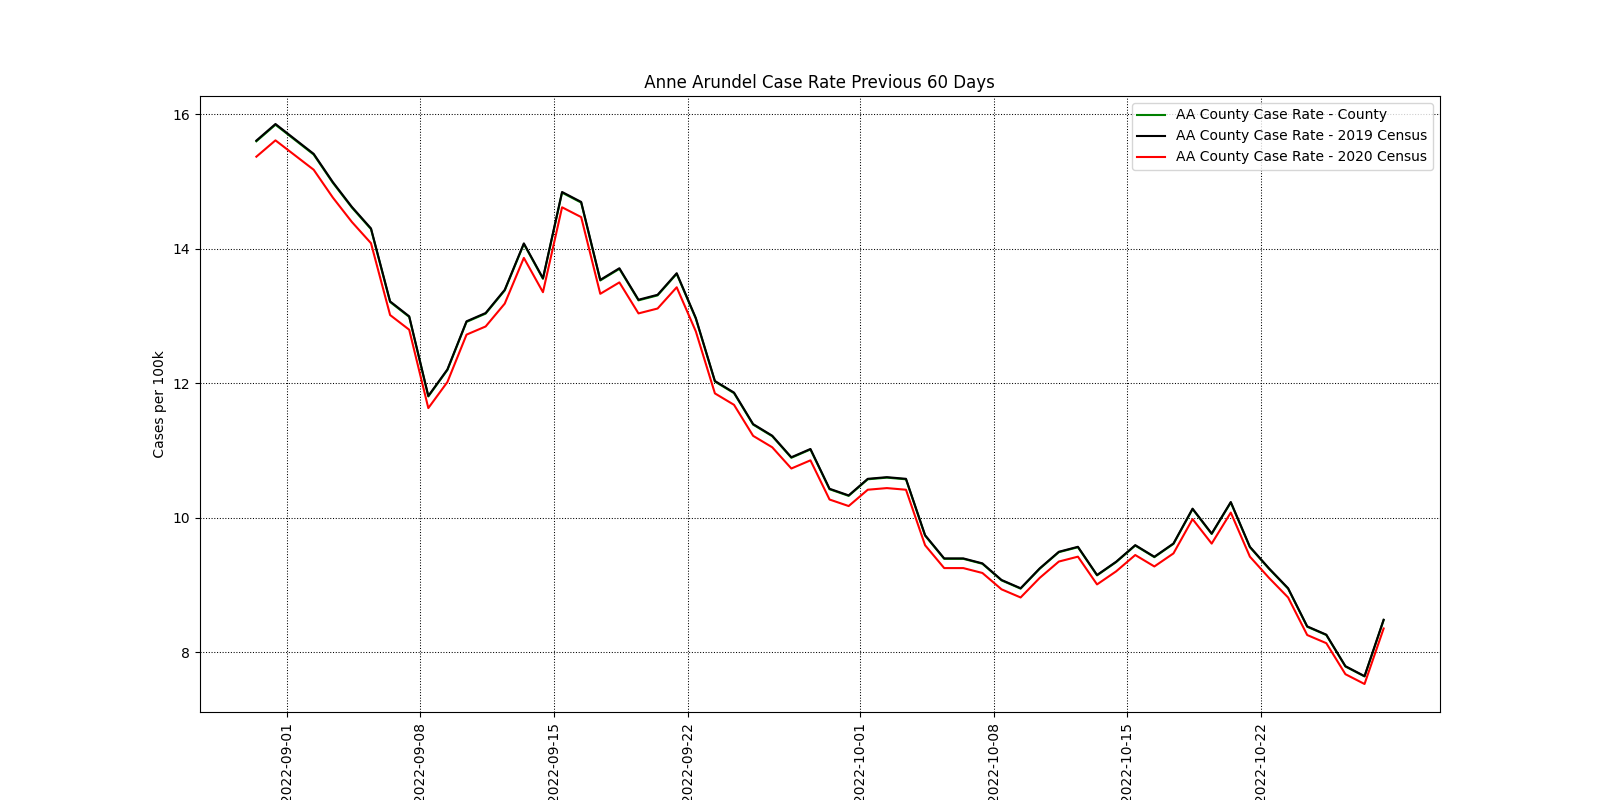 Anne Arundel Case Rate Previous 60 Days
AA County Case Rate - County
AA County Case Rate - 2019 Census
AA County Case Rate - 2020 Census
Cases per 100k
16
14
12
10
8
2022-09-01
2022-09-08
2022-09-15
2022-09-22
2022-10-01
2022-10-08
2022-10-15
2022-10-22